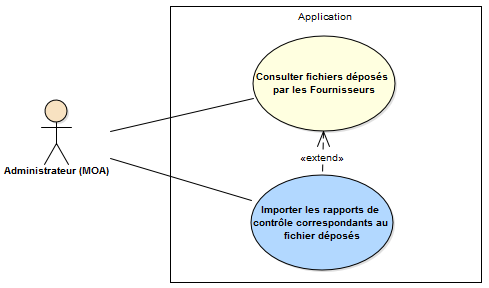 Application
Consulter fichiers déposés
par les Fournisseurs
Administrateur (MOA)
«extend»
Importer les rapports de
contrôle correspondants au
fichier déposés